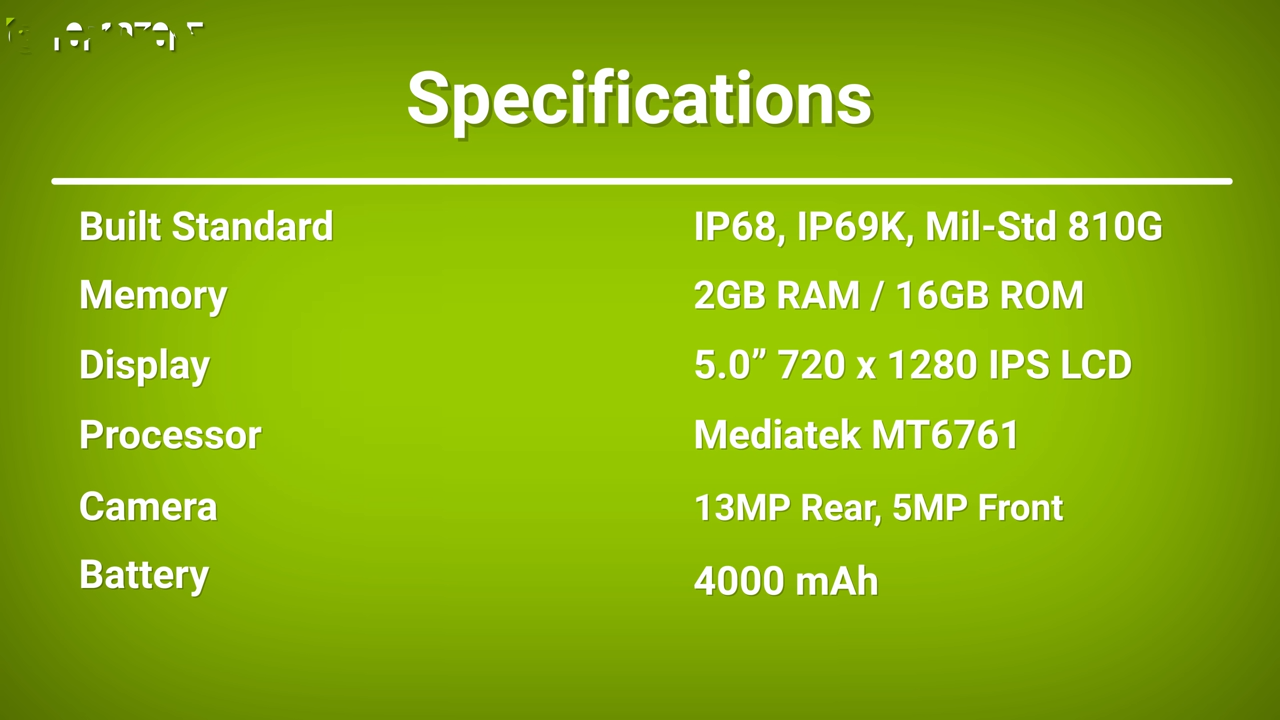 Specifications
Built Standard IP68, IP69K, Mil-Std 810G
Memory 2GB RAM / 16GB ROM
Display 5.0” 720 x 1280 IPS LCD
Processor Mediatek MT6761
Camera 13MP Rear, 5MP Front
Battery 4000 mAh